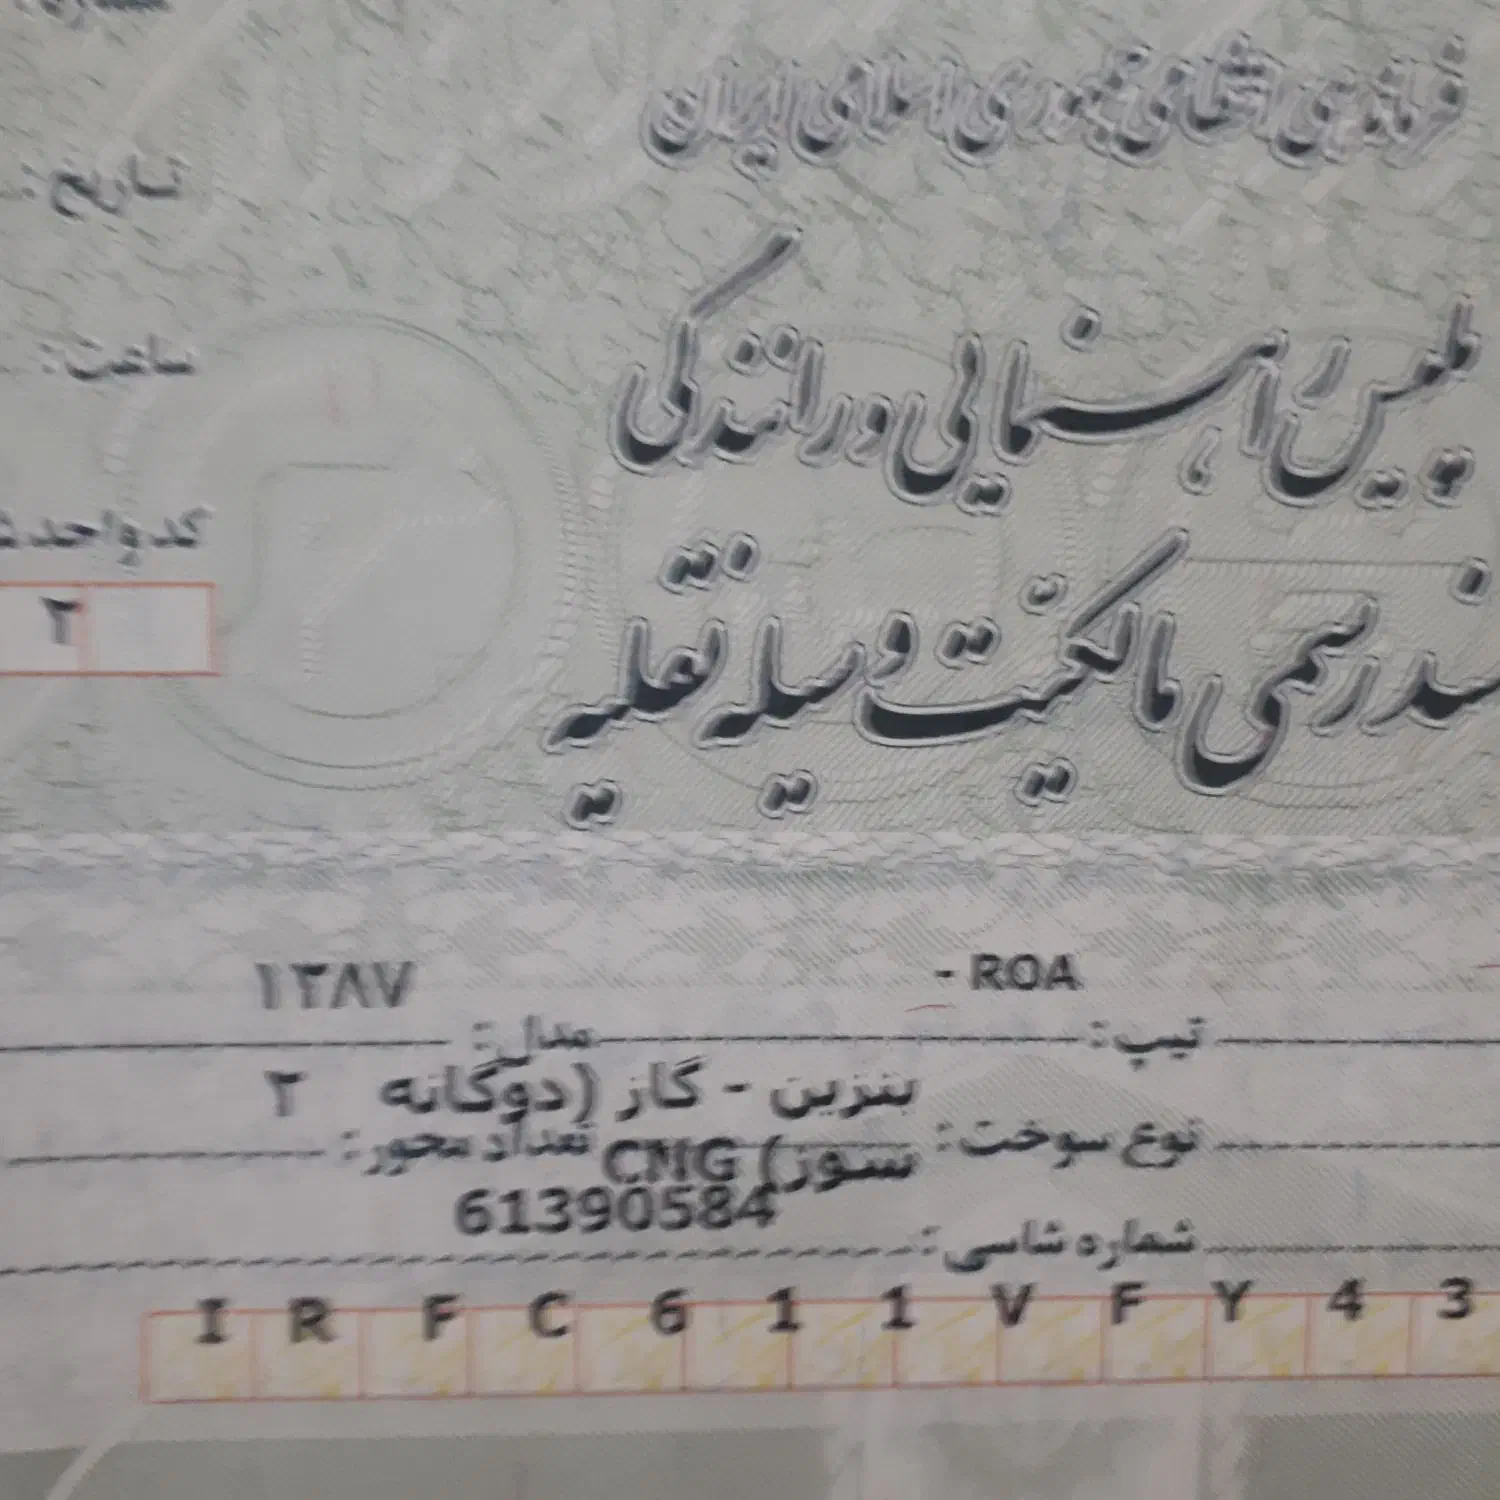 فرماندهی انتظامی جمهوری اسلامی ایران
تاریخ :
پلیس راهنمایی و رانندگی
ساعت :
کد واحد
۲
سند رسمی مالکیت وسیله نقلیه
- ROA
۱۳۸۷
تیپ :
مدل :
بنزین - گاز (دوگانه
۲
نوع سوخت :
سوز) CNG
تعداد محور :
61390584
شماره شاسی :
I R F C 6 1 1 V F Y 4 3